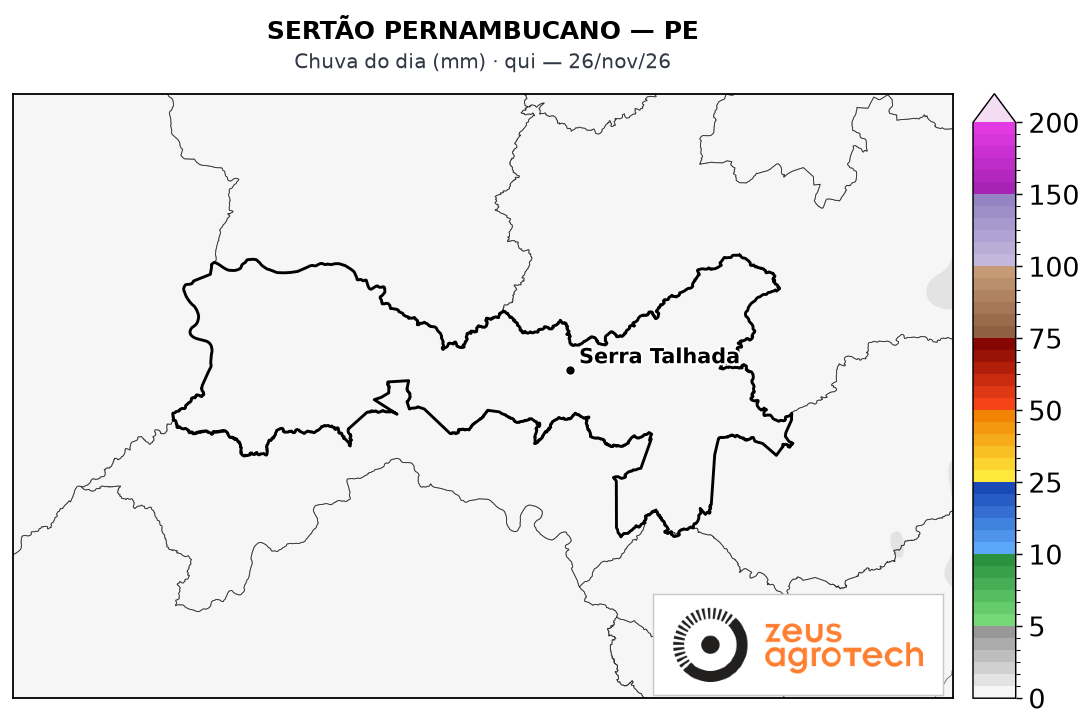 SERTÃO PERNAMBUCANO — PE
Chuva do dia (mm) · qui — 26/nov/26
200
150
100
75
50
25
10
5
0
Serra Talhada
zeus
agroTech